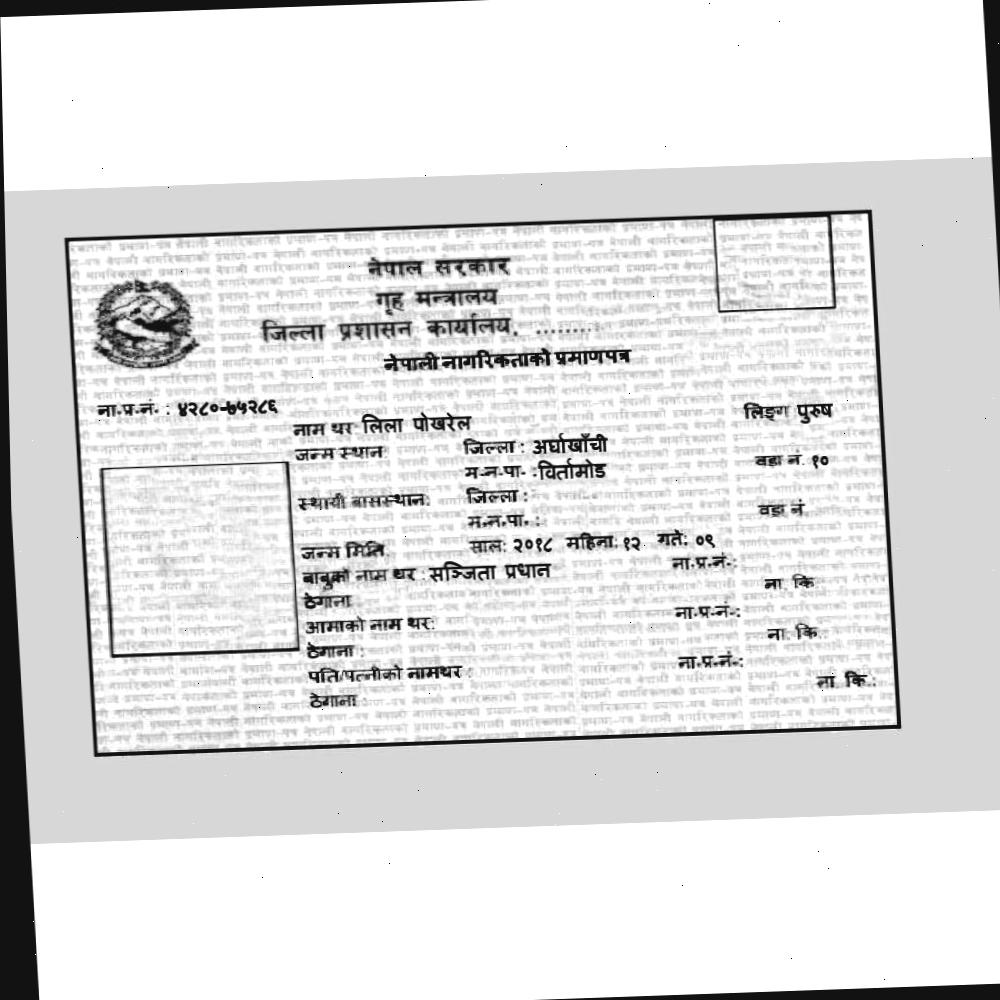 नेपाल सरकार
गृह मन्त्रालय
जिल्ला प्रशासन कार्यालय, ..........
नेपाली नागरिकताको प्रमाणपत्र
ना.प्र.नं. : ४२८०-७५२८६
लिङ्ग पुरुष
नाम थर लिला पोखरेल
जन्म स्थान जिल्ला : अर्घाखाँची
म.न.पा. : विर्तामोड वडा नं. १०
स्थायी बासस्थान: जिल्ला :
म.न.पा. : वडा नं
जन्म मिति साल: २०१८ महिना: १२ गते: ०९
बाबुको नाम थर : सञ्जिता प्रधान ना.प्र.नं.:
ठेगाना ना. कि
आमाको नाम थर: ना.प्र.नं.:
ठेगाना : ना. कि.
पति/पत्नीको नामथर : ना.प्र.नं.:
ठेगाना : ना. कि.: